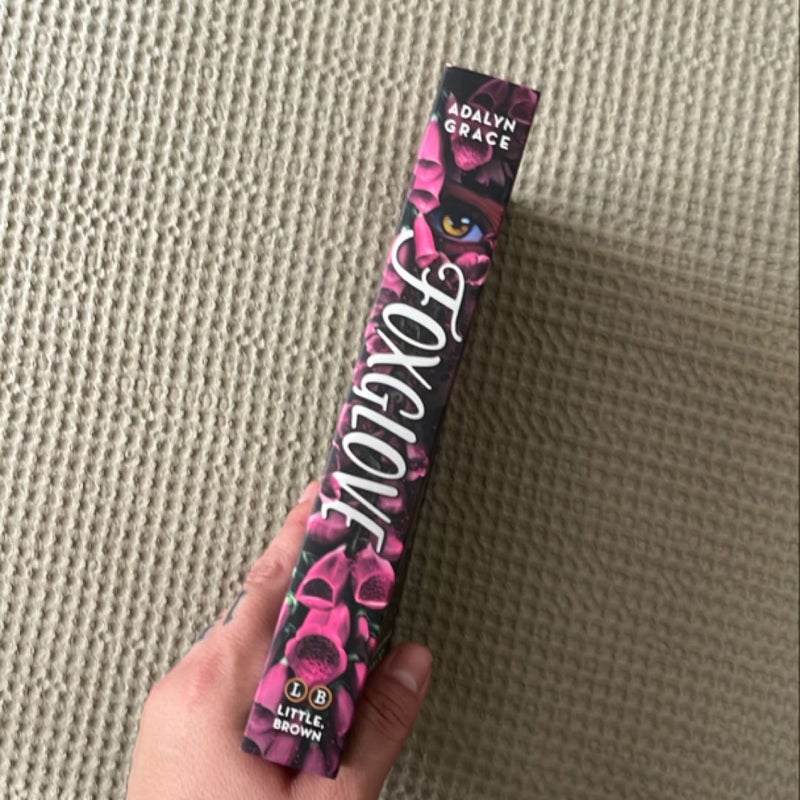 ADALYN
GRACE
FOXGLOVE
L B
LITTLE,
BROWN